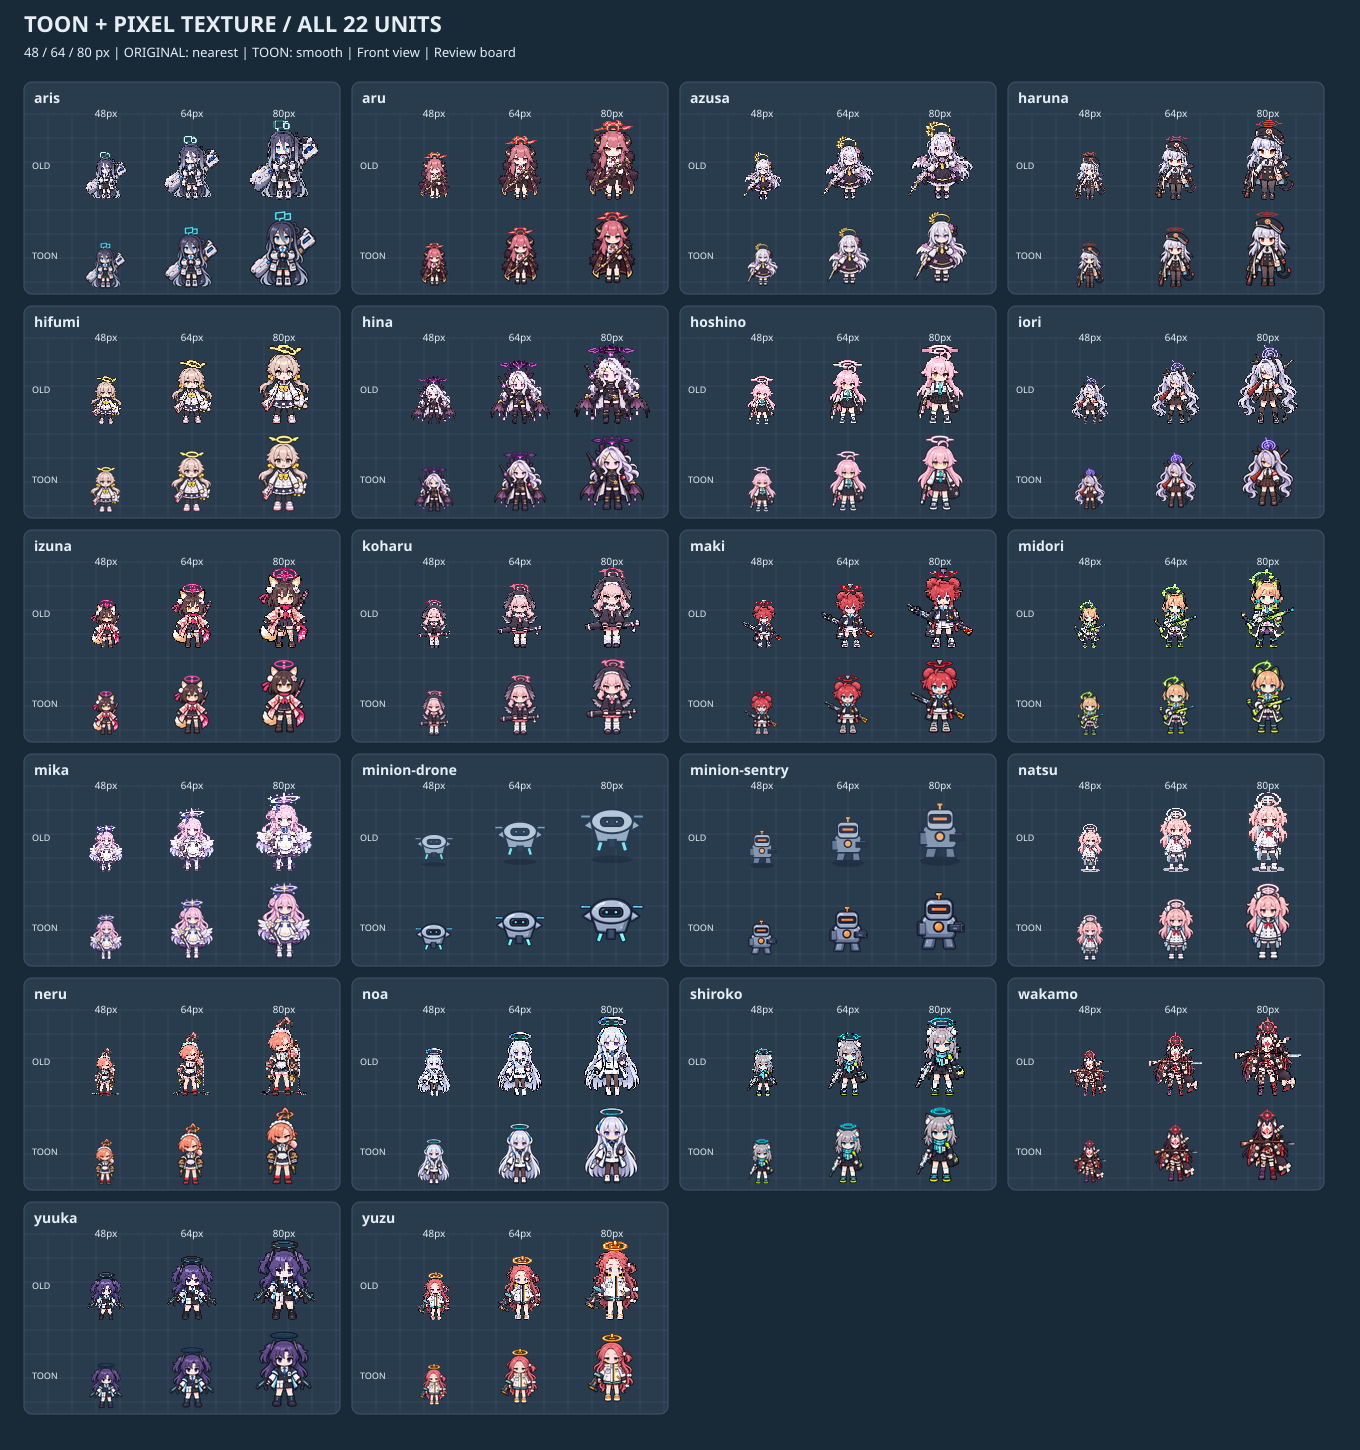 TOON + PIXEL TEXTURE / ALL 22 UNITS
48 / 64 / 80 px | ORIGINAL: nearest | TOON: smooth | Front view | Review board
aris
48px 64px 80px
OLD
TOON
aru
48px 64px 80px
OLD
TOON
azusa
48px 64px 80px
OLD
TOON
haruna
48px 64px 80px
OLD
TOON
hifumi
48px 64px 80px
OLD
TOON
hina
48px 64px 80px
OLD
TOON
hoshino
48px 64px 80px
OLD
TOON
iori
48px 64px 80px
OLD
TOON
izuna
48px 64px 80px
OLD
TOON
koharu
48px 64px 80px
OLD
TOON
maki
48px 64px 80px
OLD
TOON
midori
48px 64px 80px
OLD
TOON
mika
48px 64px 80px
OLD
TOON
minion-drone
48px 64px 80px
OLD
TOON
minion-sentry
48px 64px 80px
OLD
TOON
natsu
48px 64px 80px
OLD
TOON
neru
48px 64px 80px
OLD
TOON
noa
48px 64px 80px
OLD
TOON
shiroko
48px 64px 80px
OLD
TOON
wakamo
48px 64px 80px
OLD
TOON
yuuka
48px 64px 80px
OLD
TOON
yuzu
48px 64px 80px
OLD
TOON